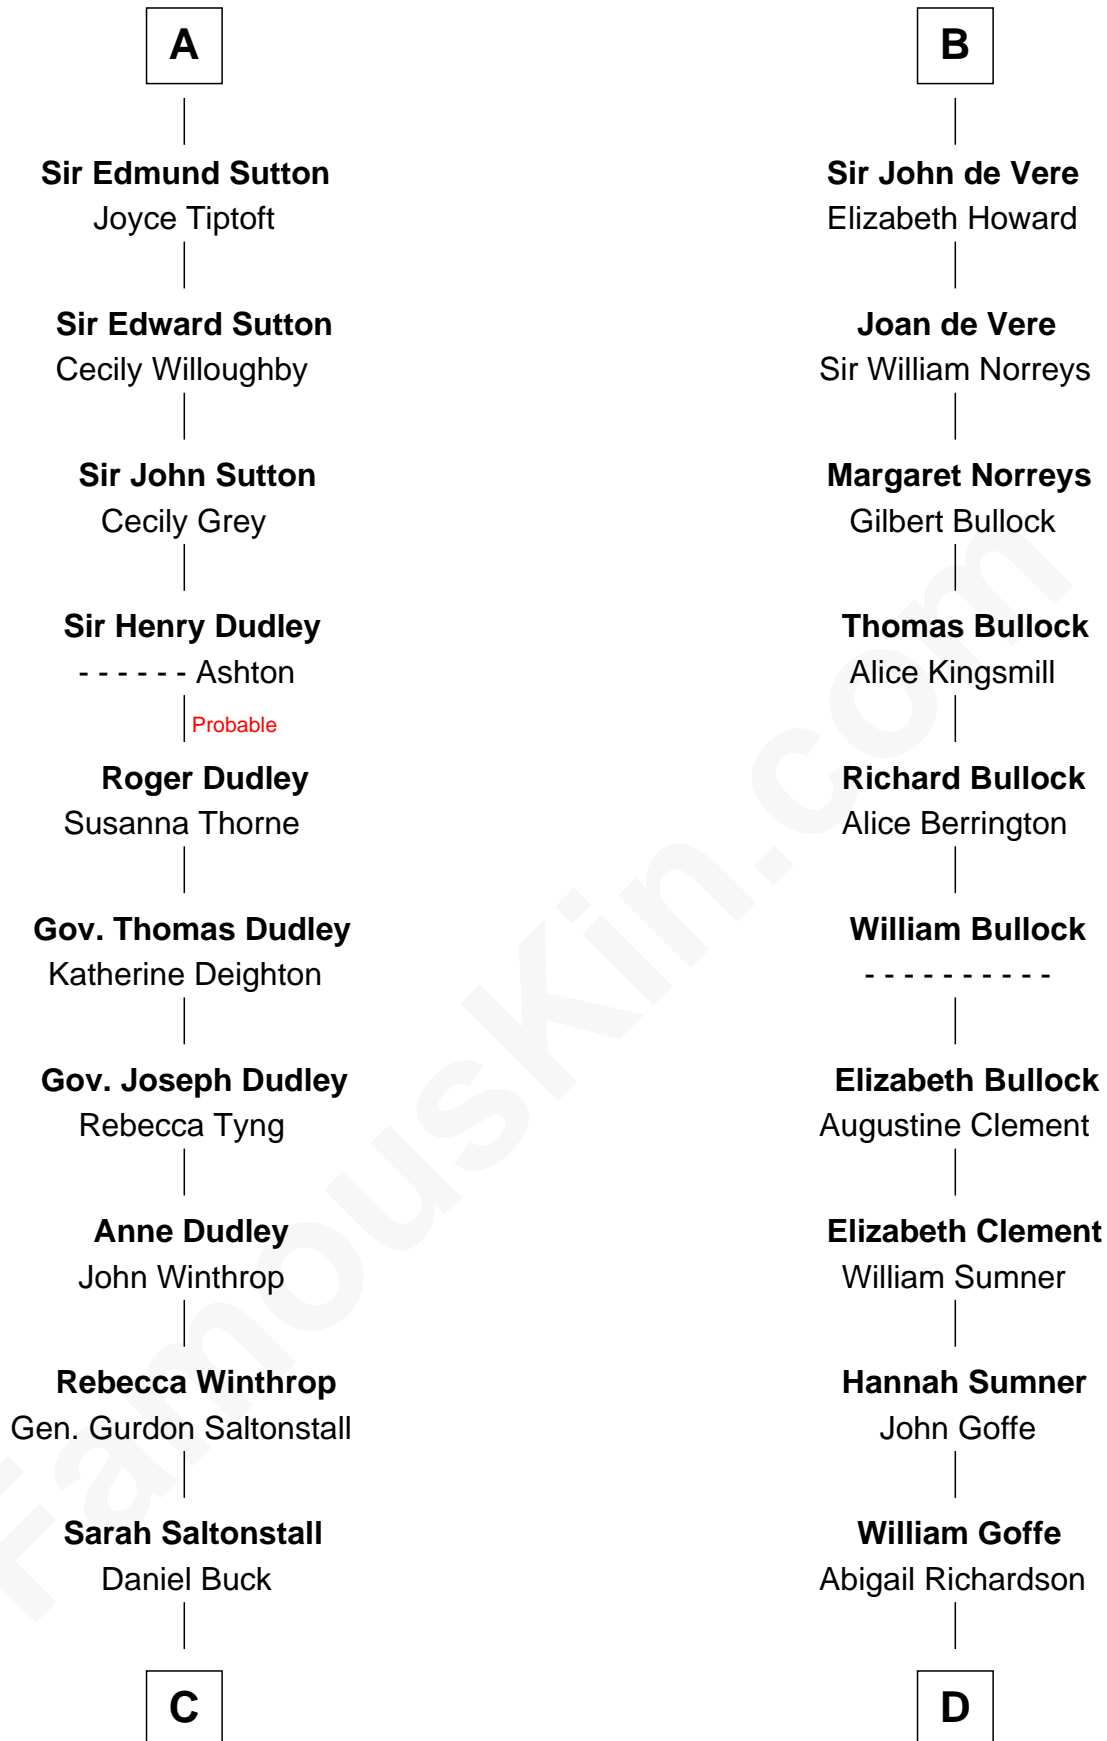 A
Sir Edmund Sutton
Joyce Tiptoft
Sir Edward Sutton
Cecily Willoughby
Sir John Sutton
Cecily Grey
Sir Henry Dudley
- - - - - - Ashton
Probable
Roger Dudley
Susanna Thorne
Gov. Thomas Dudley
Katherine Deighton
Gov. Joseph Dudley
Rebecca Tyng
Anne Dudley
John Winthrop
Rebecca Winthrop
Gen. Gurdon Saltonstall
Sarah Saltonstall
Daniel Buck
C
B
Sir John de Vere
Elizabeth Howard
Joan de Vere
Sir William Norreys
Margaret Norreys
Gilbert Bullock
Thomas Bullock
Alice Kingsmill
Richard Bullock
Alice Berrington
William Bullock
- - - - - - - - - -
Elizabeth Bullock
Augustine Clement
Elizabeth Clement
William Sumner
Hannah Sumner
John Goffe
William Goffe
Abigail Richardson
D
FamousKin.com